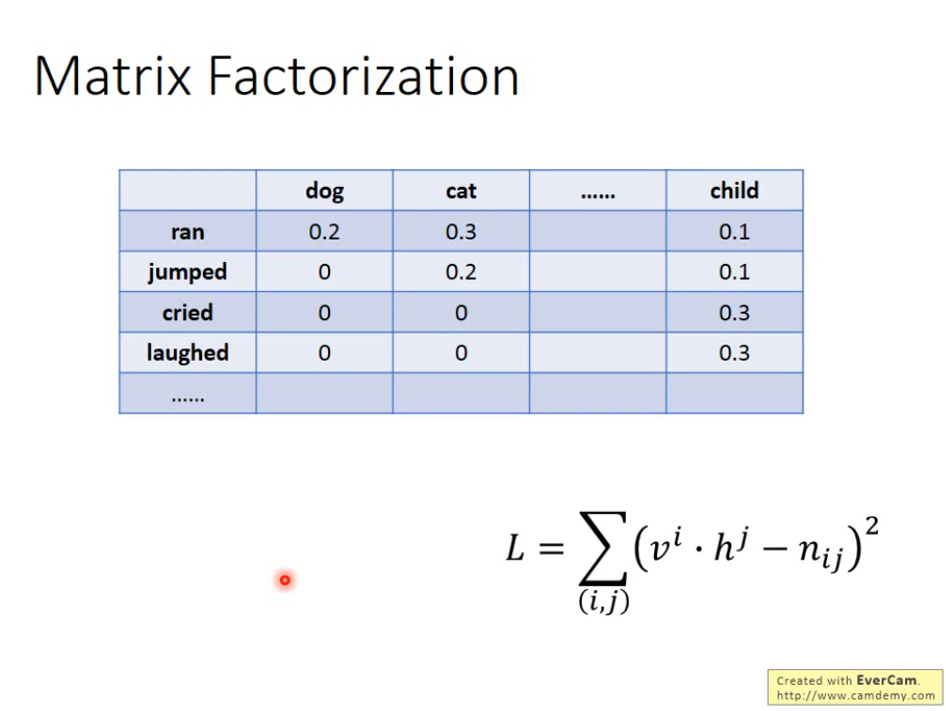 Matrix Factorization
dog cat ...... child
ran 0.2 0.3 0.1
jumped 0 0.2 0.1
cried 0 0 0.3
laughed 0 0 0.3
......
L = ∑_{(i,j)} (v^i · h^j − n_{ij})^2
Created with EverCam.
http://www.camdemy.com